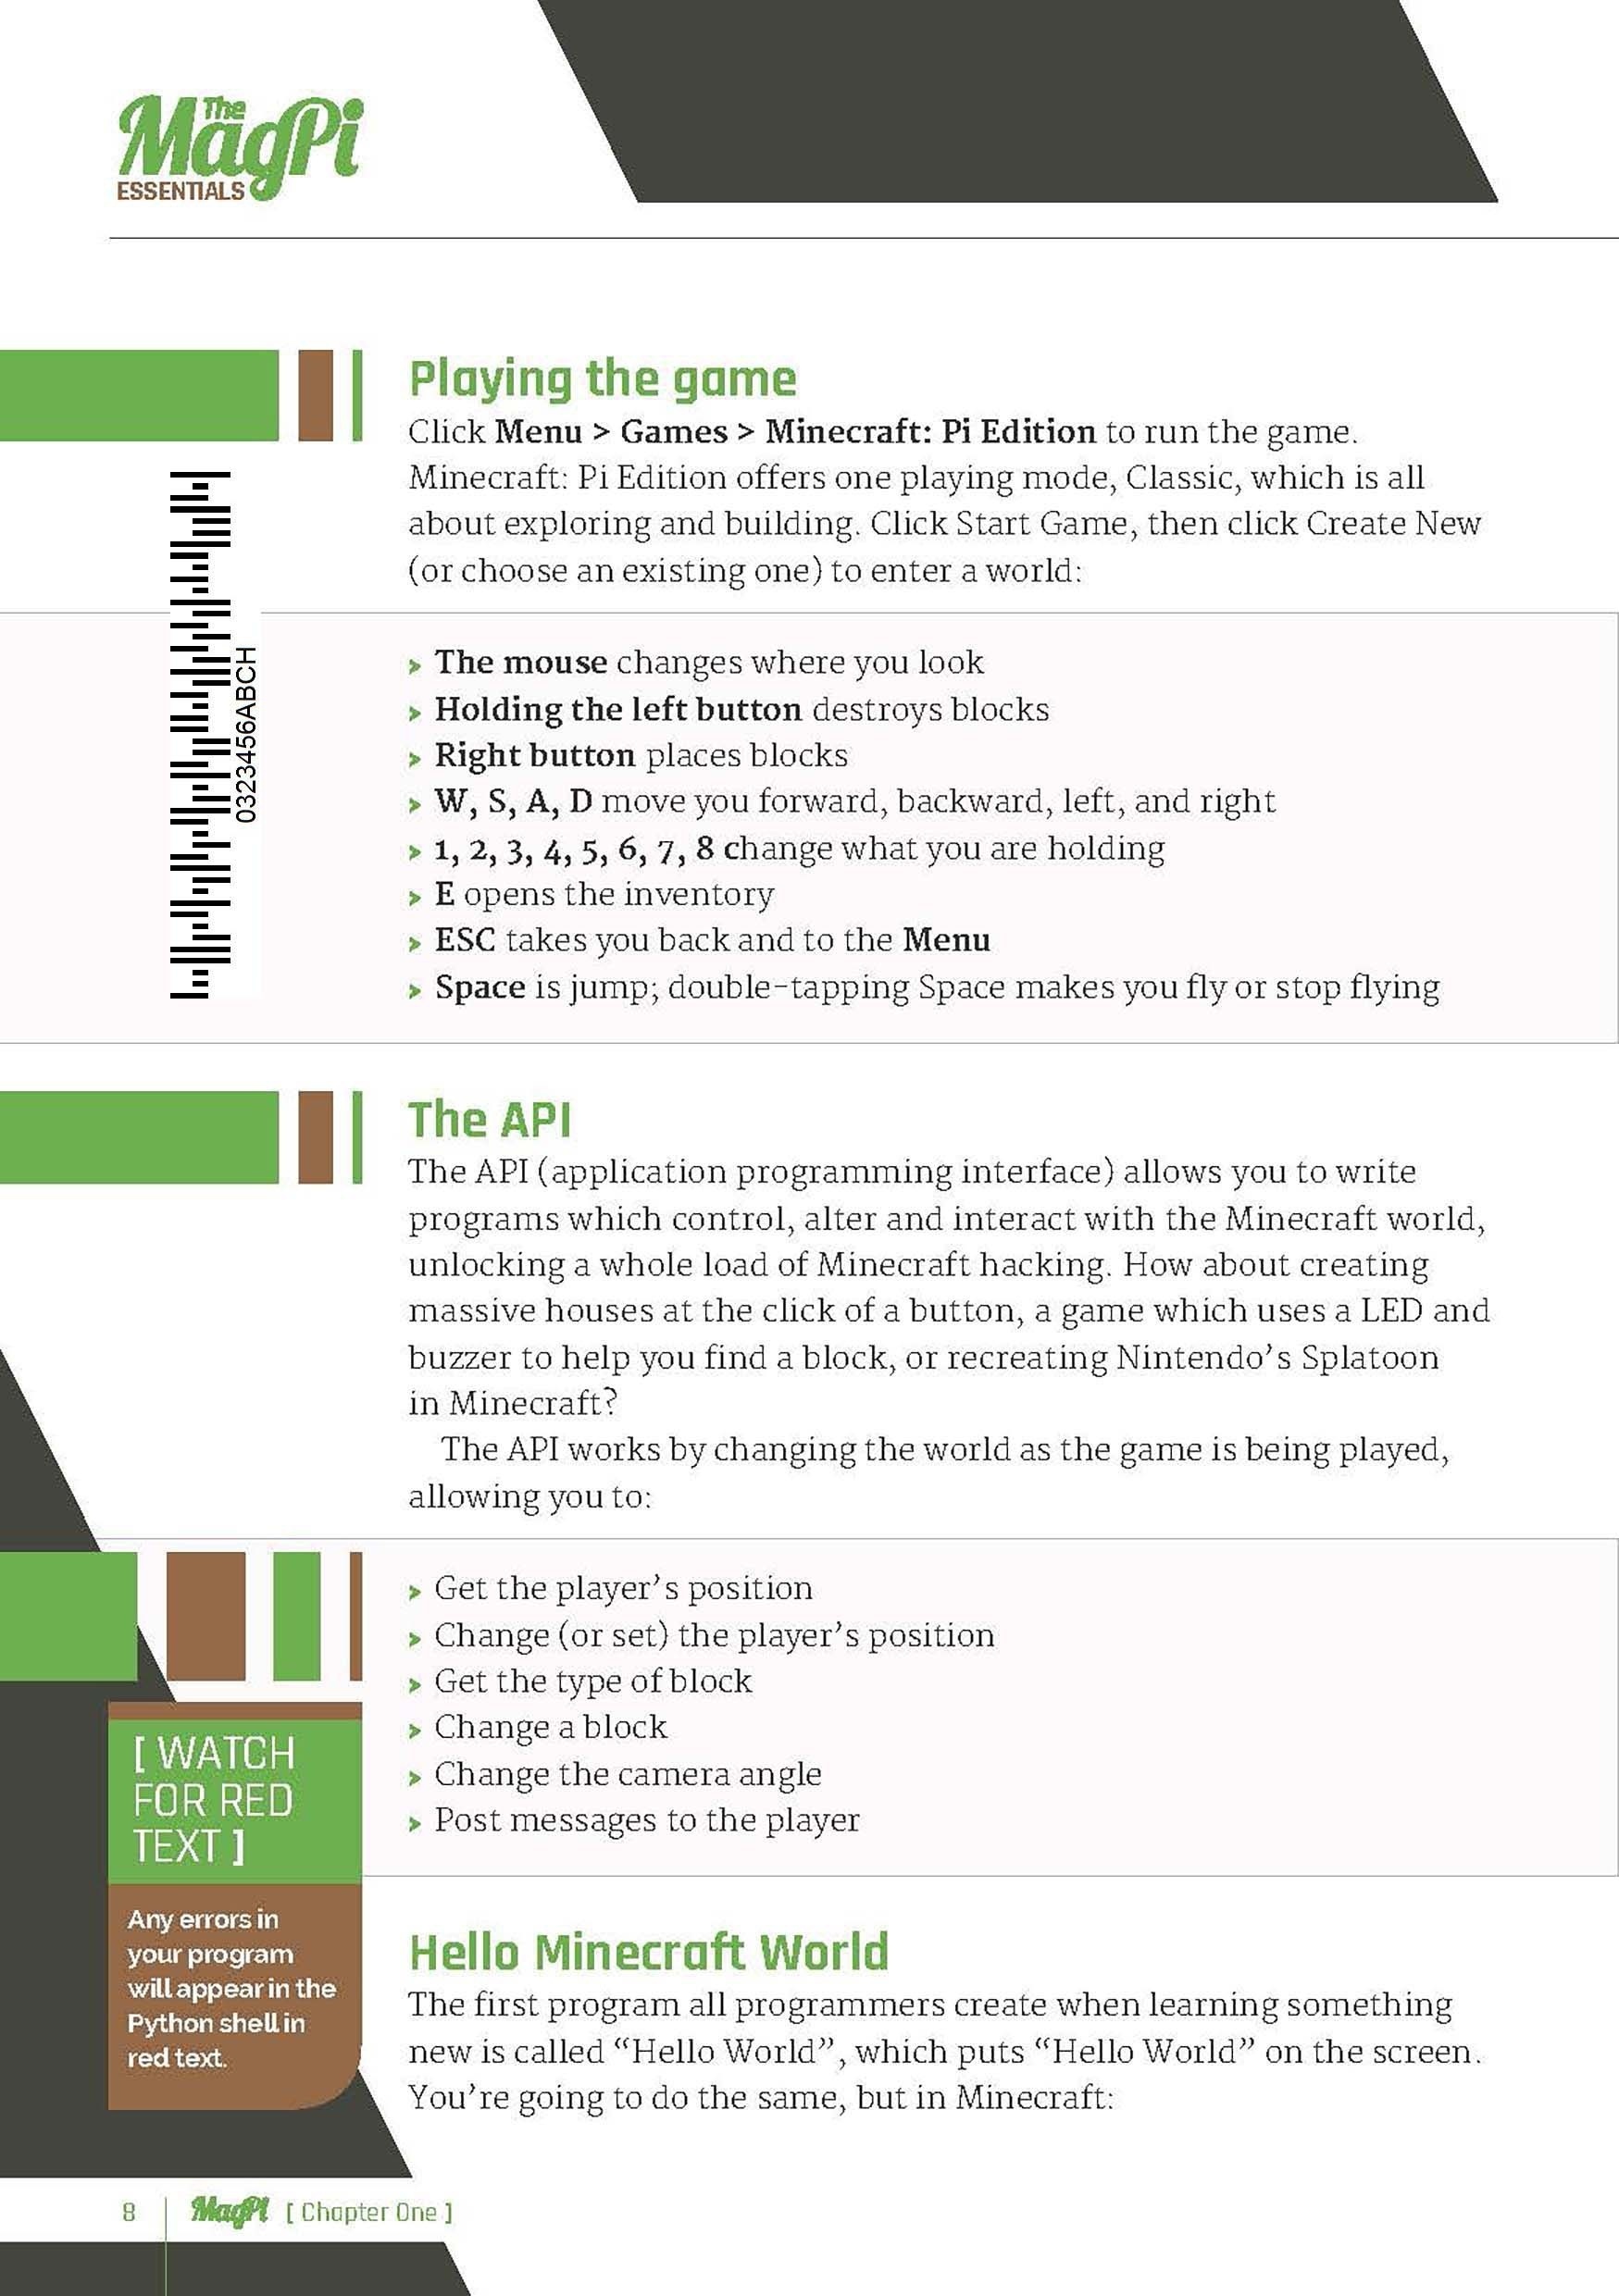 The
MagPi
ESSENTIALS
Playing the game
Click Menu > Games > Minecraft: Pi Edition to run the game.
Minecraft: Pi Edition offers one playing mode, Classic, which is all
about exploring and building. Click Start Game, then click Create New
(or choose an existing one) to enter a world:
0323456ABCH
> The mouse changes where you look
> Holding the left button destroys blocks
> Right button places blocks
> W, S, A, D move you forward, backward, left, and right
> 1, 2, 3, 4, 5, 6, 7, 8 change what you are holding
> E opens the inventory
> ESC takes you back and to the Menu
> Space is jump; double-tapping Space makes you fly or stop flying
The API
The API (application programming interface) allows you to write
programs which control, alter and interact with the Minecraft world,
unlocking a whole load of Minecraft hacking. How about creating
massive houses at the click of a button, a game which uses a LED and
buzzer to help you find a block, or recreating Nintendo’s Splatoon
in Minecraft?
The API works by changing the world as the game is being played,
allowing you to:
> Get the player’s position
> Change (or set) the player’s position
> Get the type of block
> Change a block
> Change the camera angle
> Post messages to the player
[ WATCH
FOR RED
TEXT ]
Any errors in
your program
will appear in the
Python shell in
red text.
Hello Minecraft World
The first program all programmers create when learning something
new is called “Hello World”, which puts “Hello World” on the screen.
You’re going to do the same, but in Minecraft:
8 MagPi [ Chapter One ]